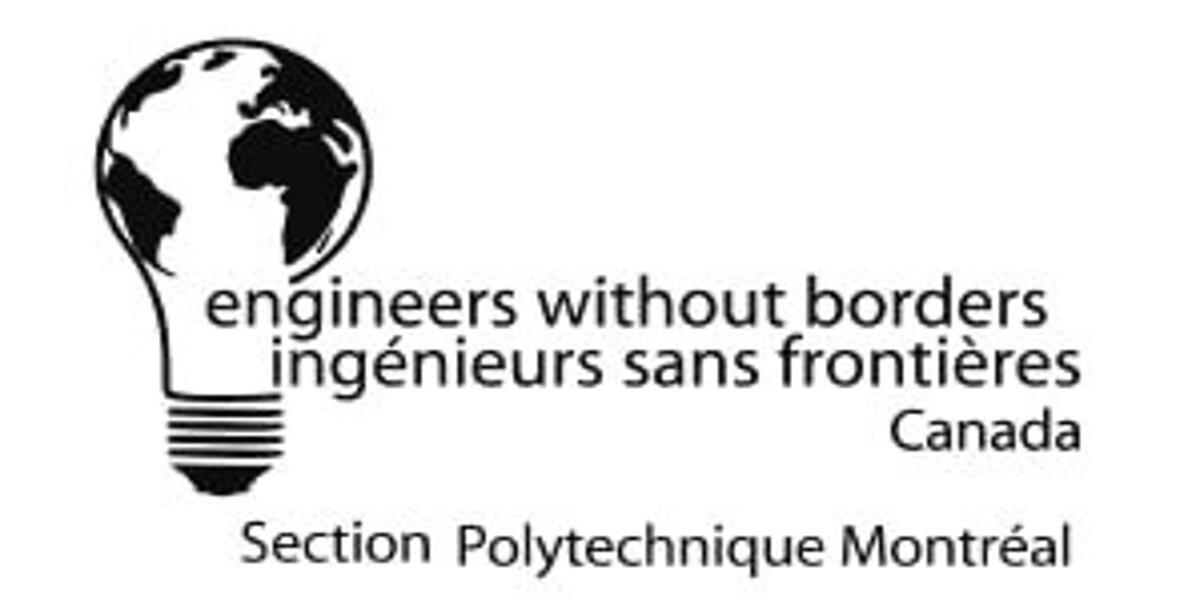 engineers without borders
ingénieurs sans frontières
Canada
Section Polytechnique Montréal